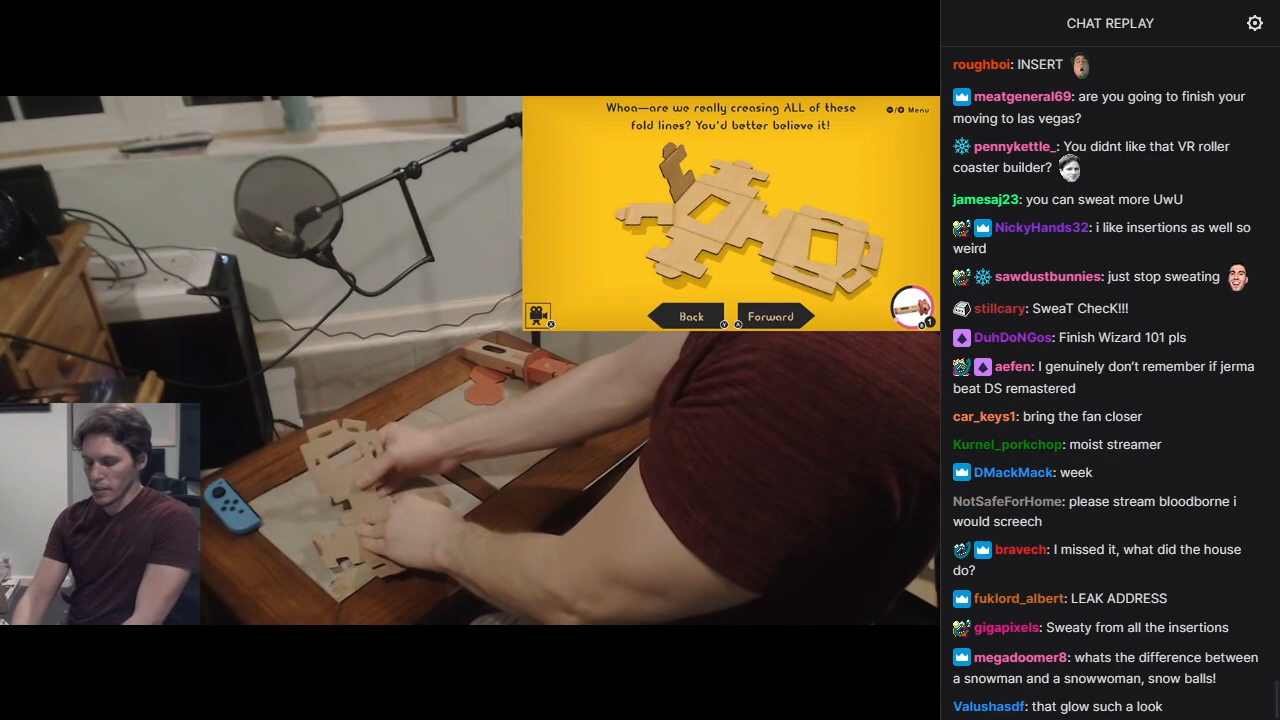 Whoa—are we really creasing ALL of these
fold lines? You'd better believe it!
-/+ Menu
X
Back
Y
A
Forward
CHAT REPLAY
roughboi: INSERT
meatgeneral69: are you going to finish your
moving to las vegas?
pennykettle_: You didnt like that VR roller
coaster builder?
jamesaj23: you can sweat more UwU
NickyHands32: i like insertions as well so
weird
sawdustbunnies: just stop sweating
stillcary: SweaT ChecK!!!
DuhDoNGos: Finish Wizard 101 pls
aefen: I genuinely don’t remember if jerma
beat DS remastered
car_keys1: bring the fan closer
Kurnel_porkchop: moist streamer
DMackMack: week
NotSafeForHome: please stream bloodborne i
would screech
bravech: I missed it, what did the house
do?
fuklord_albert: LEAK ADDRESS
gigapixels: Sweaty from all the insertions
megadoomer8: whats the difference between
a snowman and a snowwoman, snow balls!
Valushasdf: that glow such a look